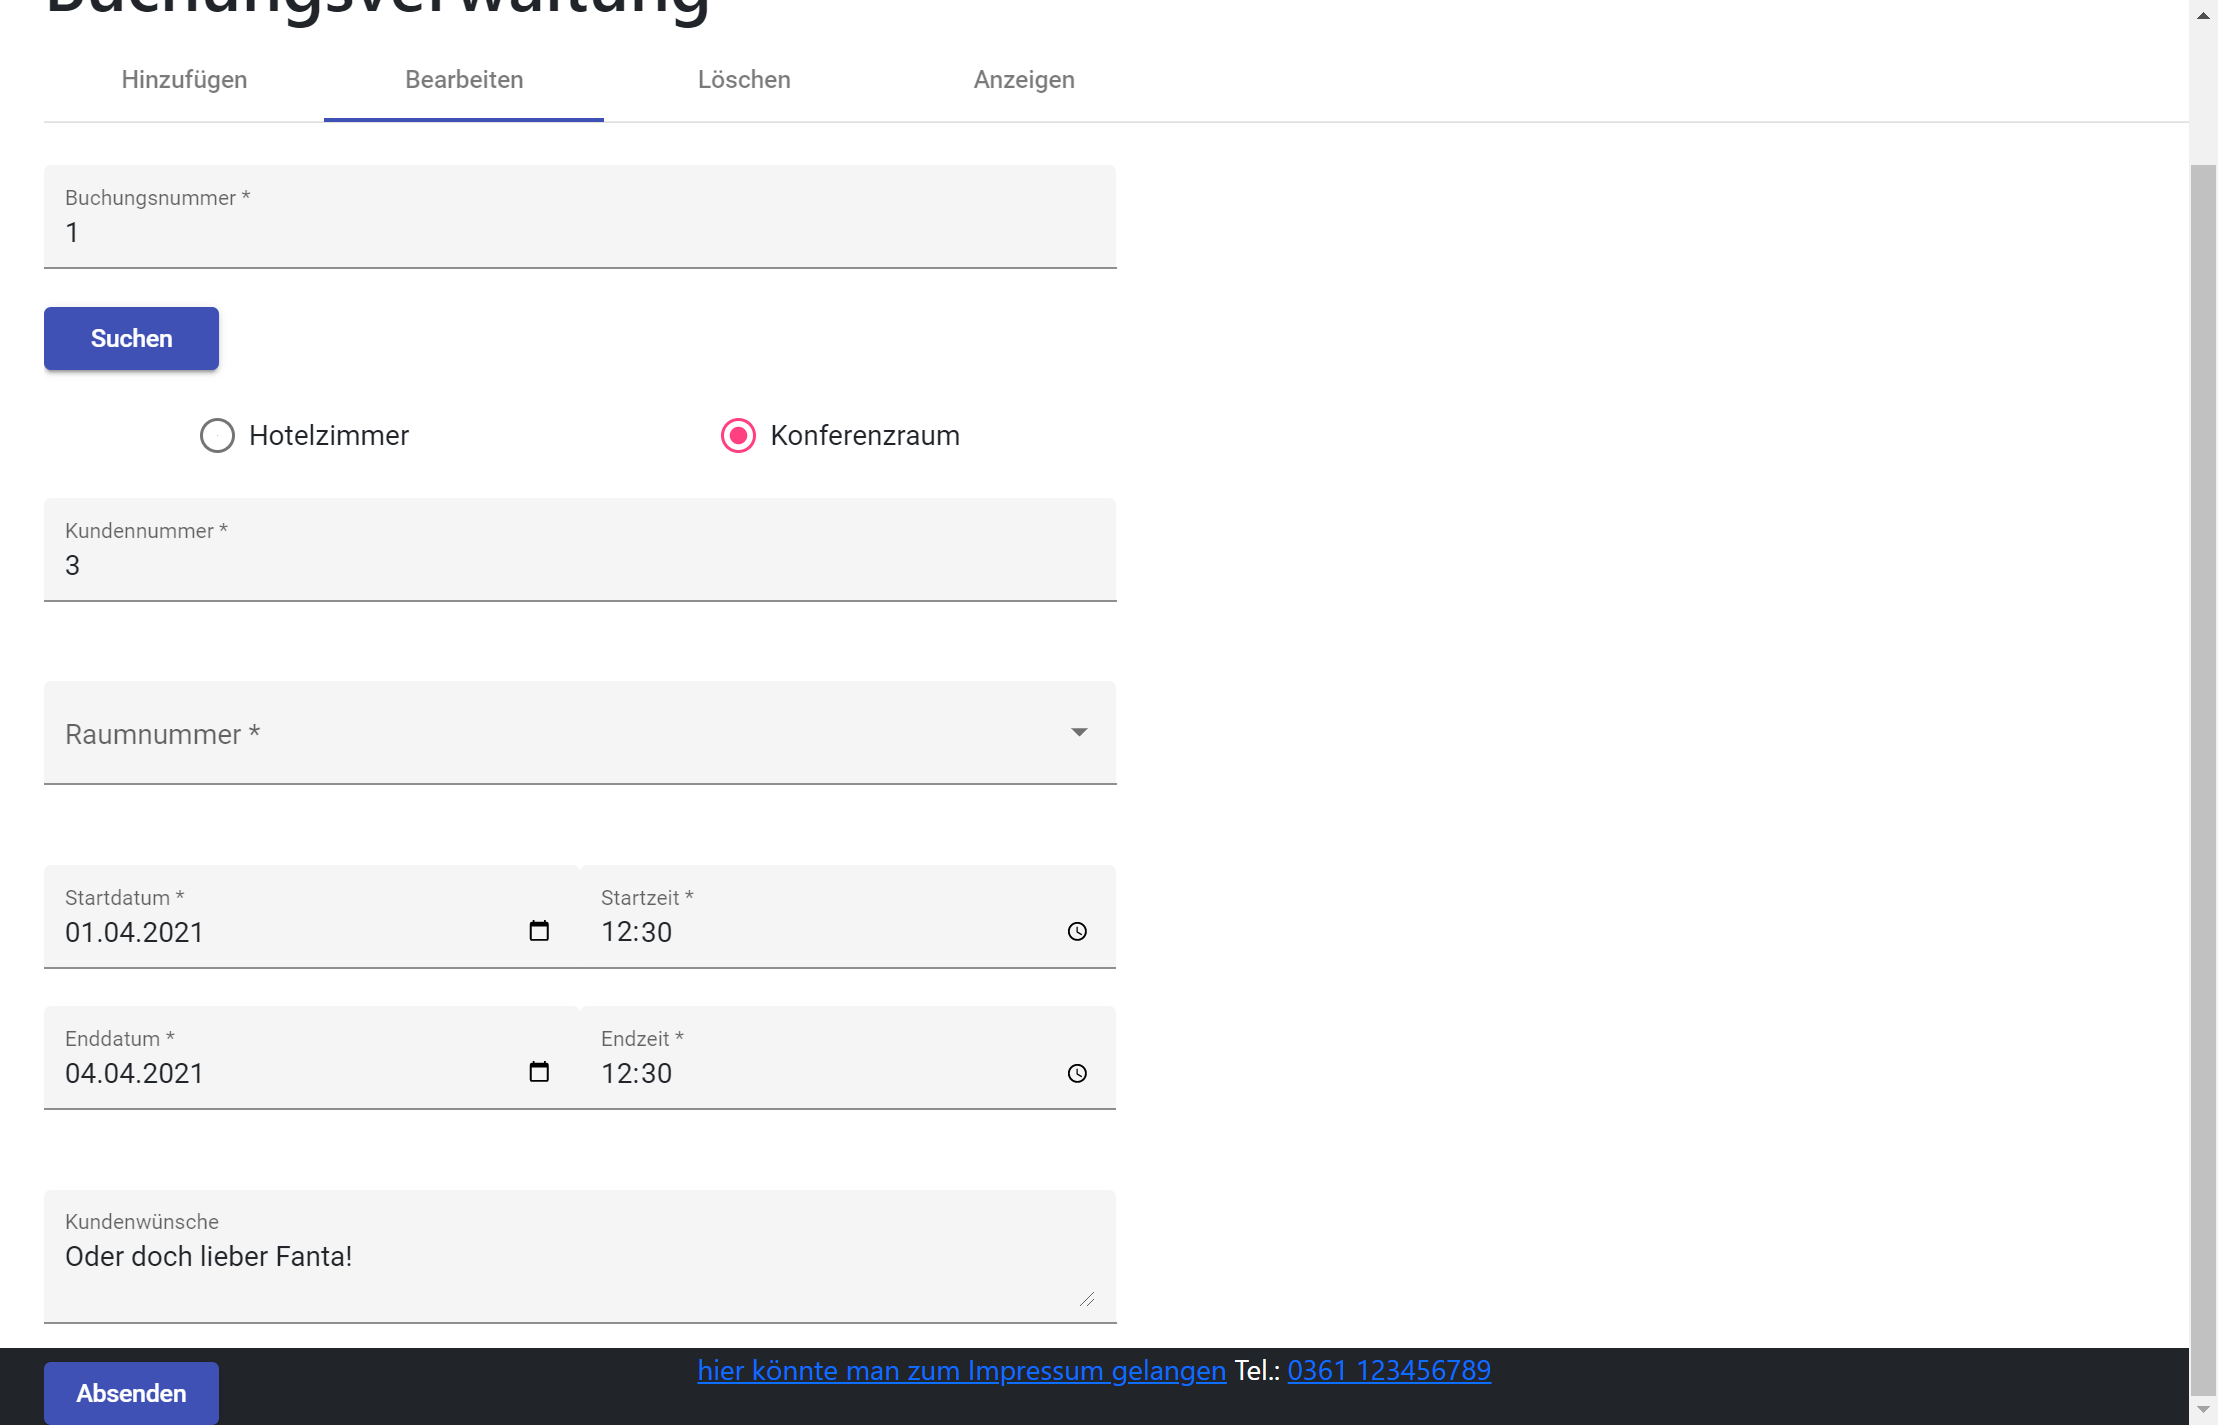 Buchungsverwaltung
Hinzufügen Bearbeiten Löschen Anzeigen
Buchungsnummer *
1
Suchen
Hotelzimmer Konferenzraum
Kundennummer *
3
Raumnummer *
Startdatum * Startzeit *
01.04.2021 12:30
Enddatum * Endzeit *
04.04.2021 12:30
Kundenwünsche
Oder doch lieber Fanta!
hier könnte man zum Impressum gelangen Tel.: 0361 123456789
Absenden